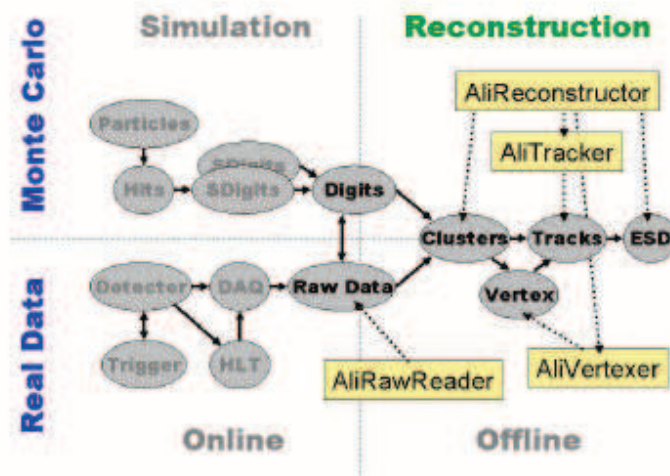 Simulation
Reconstruction
Monte Carlo
AliReconstructor
Particles
AliTracker
SDigits
Hits
SDigits
Digits
Clusters
Tracks
ESD
Real Data
Detector
DAQ
Raw Data
Vertex
Trigger
HLT
AliRawReader
AliVertexer
Online
Offline